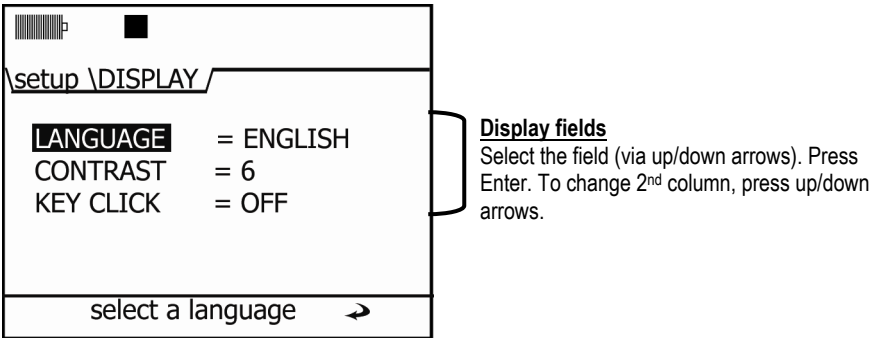 \setup \DISPLAY /
LANGUAGE = ENGLISH
CONTRAST = 6
KEY CLICK = OFF
select a language
Display fields
Select the field (via up/down arrows). Press
Enter. To change 2nd column, press up/down
arrows.